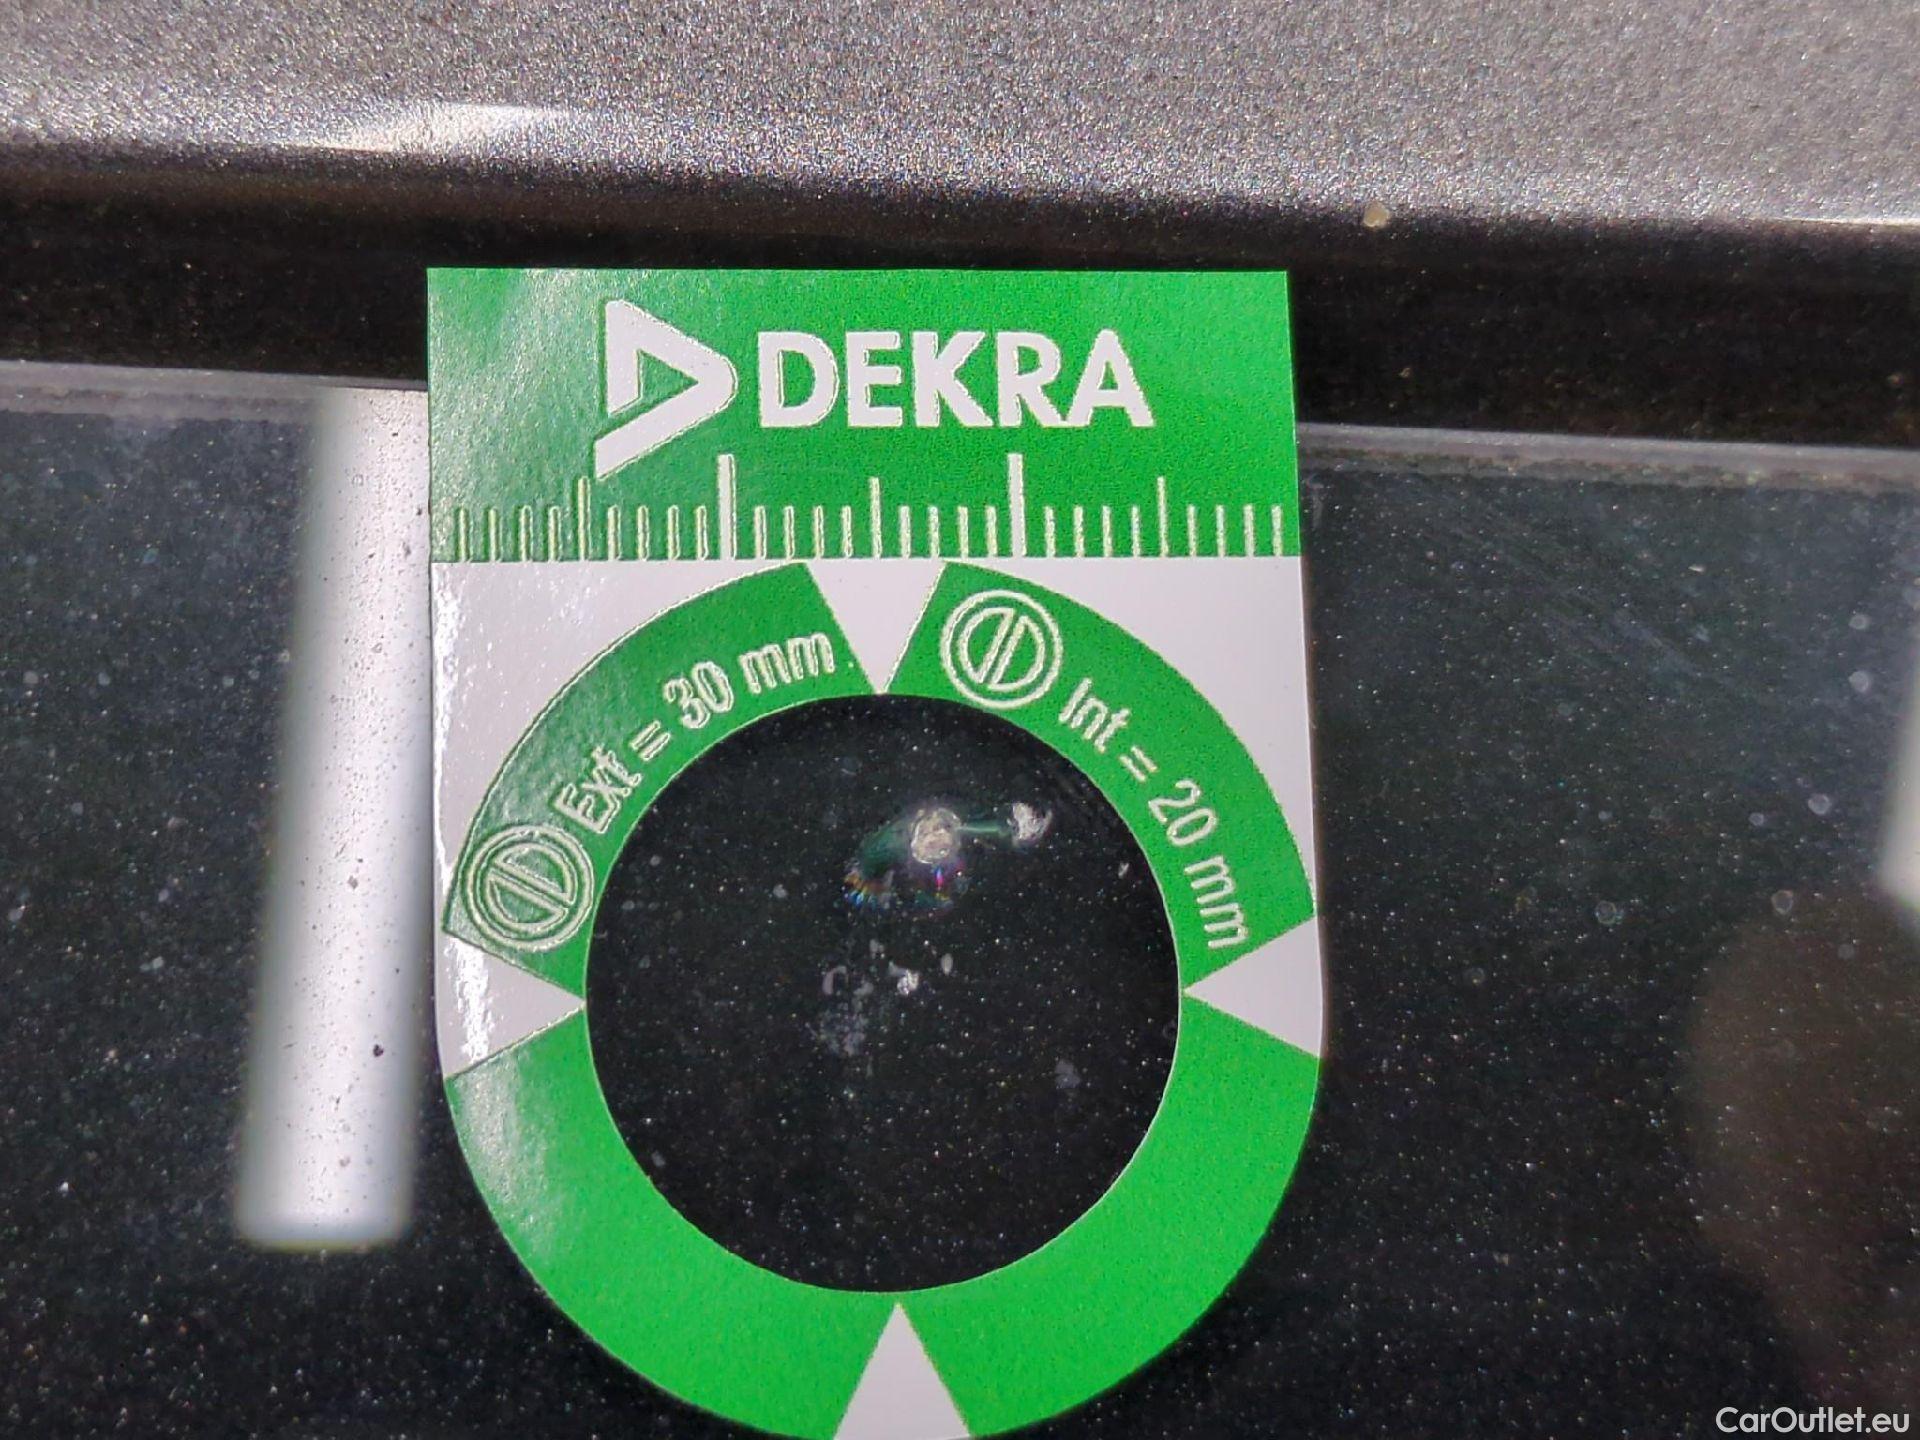 DEKRA
Ext = 30 mm
Int = 20 mm
CarOutlet.eu